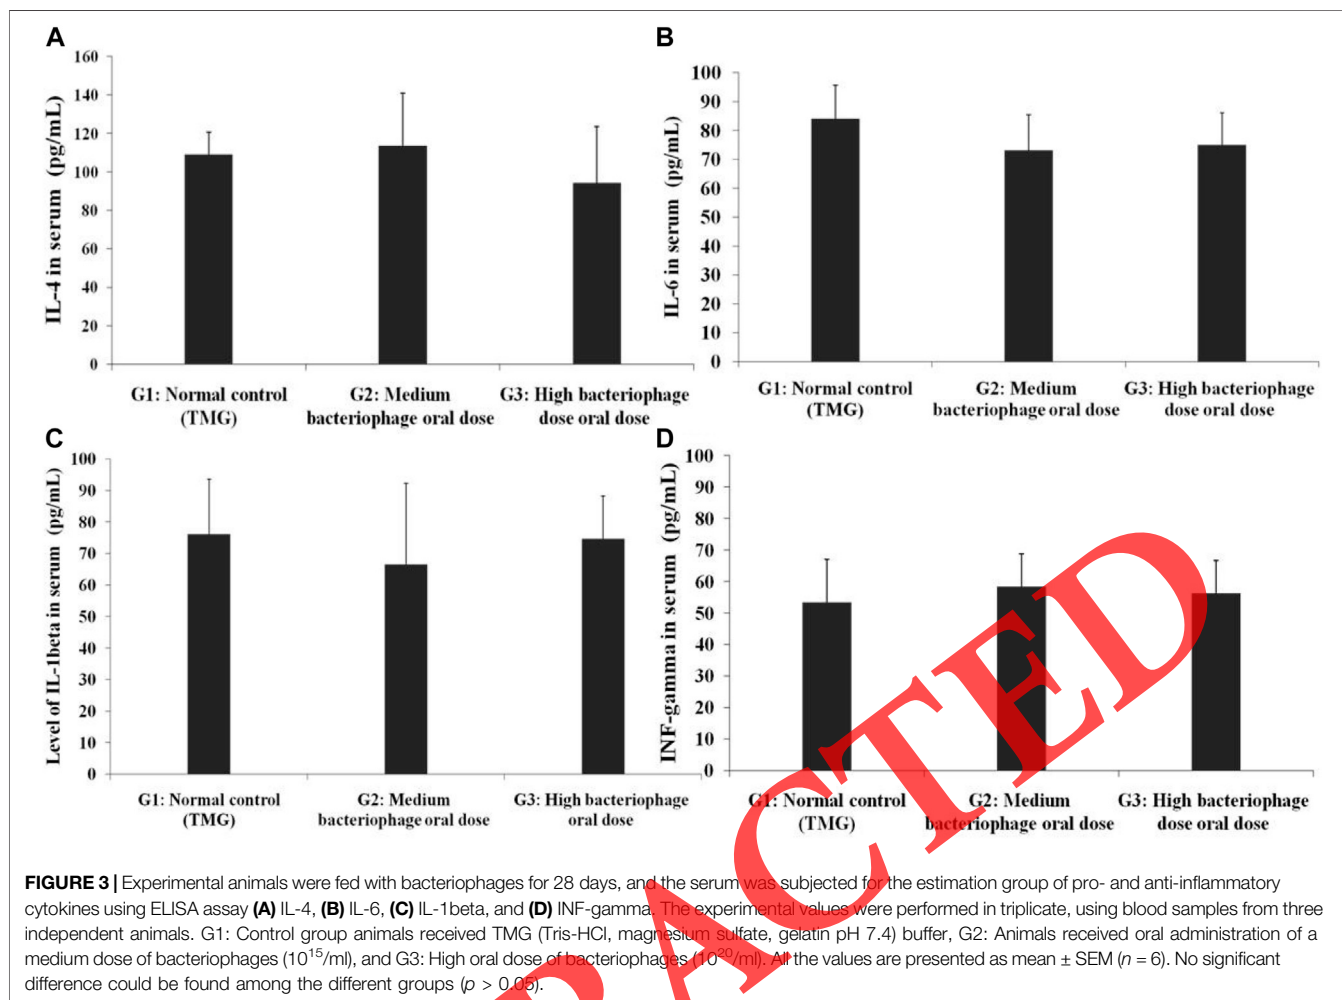 A
160
140
120
100
80
60
40
20
0
IL-4 in serum (pg/mL)
G1: Normal control
(TMG)
G2: Medium
bacteriophage oral dose
G3: High bacteriophage
dose oral dose
B
100
90
80
70
60
50
40
30
20
10
0
IL-6 in serum (pg/mL)
G1: Normal control
(TMG)
G2: Medium
bacteriophage oral dose
G3: High bacteriophage
dose oral dose
C
100
90
80
70
60
50
40
30
20
10
0
Level of IL-1beta in serum (pg/mL)
G1: Normal control
(TMG)
G2: Medium
bacteriophage oral dose
G3: High bacteriophage
oral dose
D
100
90
80
70
60
50
40
30
20
10
0
INF-gamma in serum (pg/mL)
G1: Normal control
(TMG)
G2: Medium
bacteriophage oral dose
G3: High bacteriophage
dose oral dose
FIGURE 3 | Experimental animals were fed with bacteriophages for 28 days, and the serum was subjected for the estimation group of pro- and anti-inflammatory
cytokines using ELISA assay (A) IL-4, (B) IL-6, (C) IL-1beta, and (D) INF-gamma. The experimental values were performed in triplicate, using blood samples from three
independent animals. G1: Control group animals received TMG (Tris-HCl, magnesium sulfate, gelatin pH 7.4) buffer, G2: Animals received oral administration of a
medium dose of bacteriophages (10¹⁵/ml), and G3: High oral dose of bacteriophages (10²⁰/ml). All the values are presented as mean ± SEM (n = 6). No significant
difference could be found among the different groups (p > 0.05).
RACTED